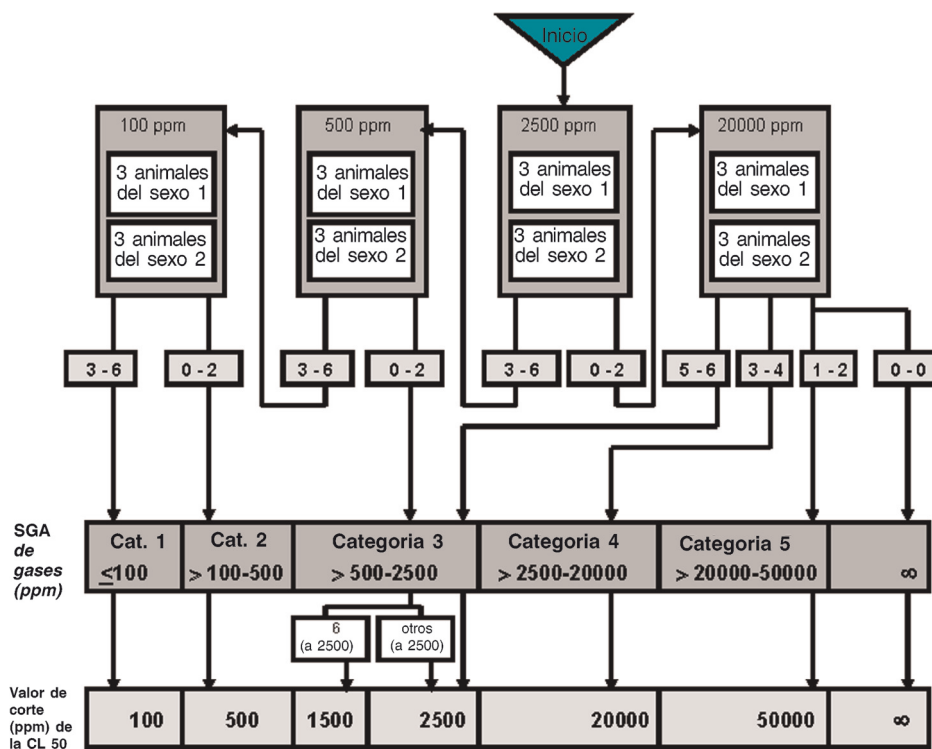 Inicio
100 ppm
3 animales
del sexo 1
3 animales
del sexo 2
500 ppm
3 animales
del sexo 1
3 animales
del sexo 2
2500 ppm
3 animales
del sexo 1
3 animales
del sexo 2
20000 ppm
3 animales
del sexo 1
3 animales
del sexo 2
3 - 6
0 - 2
3 - 6
0 - 2
3 - 6
0 - 2
5 - 6
3 - 4
1 - 2
0 - 0
SGA
de
gases
(ppm)
Cat. 1
≤100
Cat. 2
> 100-500
Categoria 3
> 500-2500
Categoria 4
> 2500-20000
Categoria 5
> 20000-50000
∞
6
(a 2500)
otros
(a 2500)
Valor de
corte
(ppm) de
la CL 50
100
500
1500
2500
20000
50000
∞